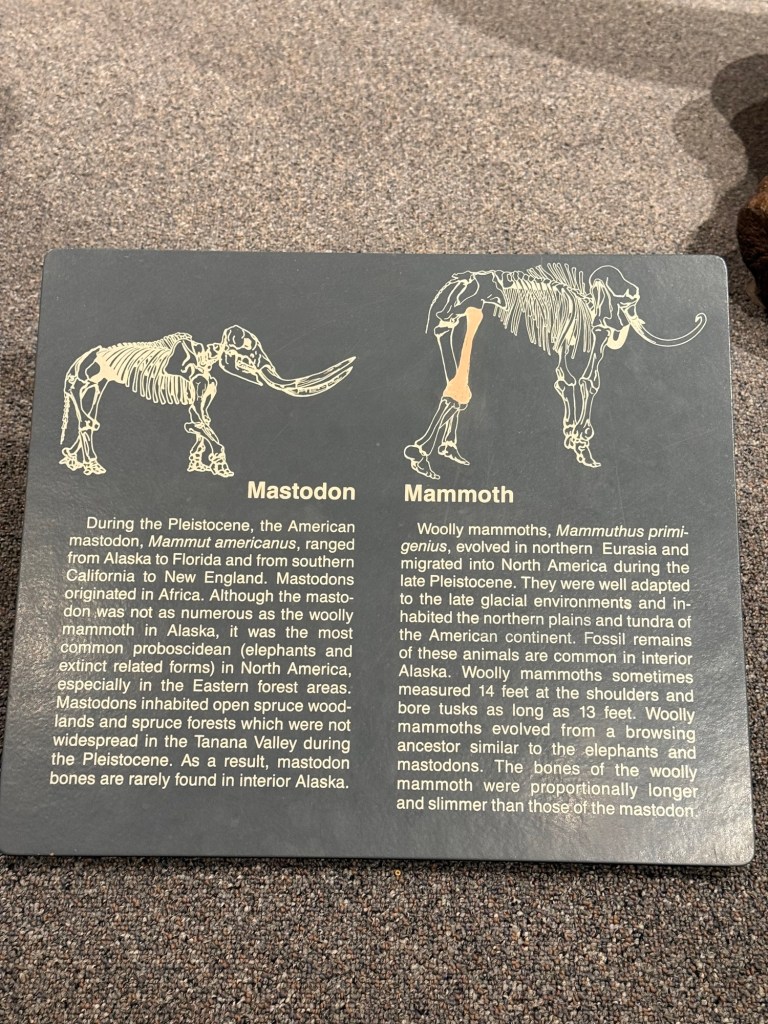 Mastodon
During the Pleistocene, the American
mastodon, Mammut americanus, ranged
from Alaska to Florida and from southern
California to New England. Mastodons
originated in Africa. Although the masto-
don was not as numerous as the woolly
mammoth in Alaska, it was the most
common proboscidean (elephants and
extinct related forms) in North America,
especially in the Eastern forest areas.
Mastodons inhabited open spruce wood-
lands and spruce forests which were not
widespread in the Tanana Valley during
the Pleistocene. As a result, mastodon
bones are rarely found in interior Alaska.
Mammoth
Woolly mammoths, Mammuthus primi-
genius, evolved in northern Eurasia and
migrated into North America during the
late Pleistocene. They were well adapted
to the late glacial environments and in-
habited the northern plains and tundra of
the American continent. Fossil remains
of these animals are common in interior
Alaska. Woolly mammoths sometimes
measured 14 feet at the shoulders and
bore tusks as long as 13 feet. Woolly
mammoths evolved from a browsing
ancestor similar to the elephants and
mastodons. The bones of the woolly
mammoth were proportionally longer
and slimmer than those of the mastodon.